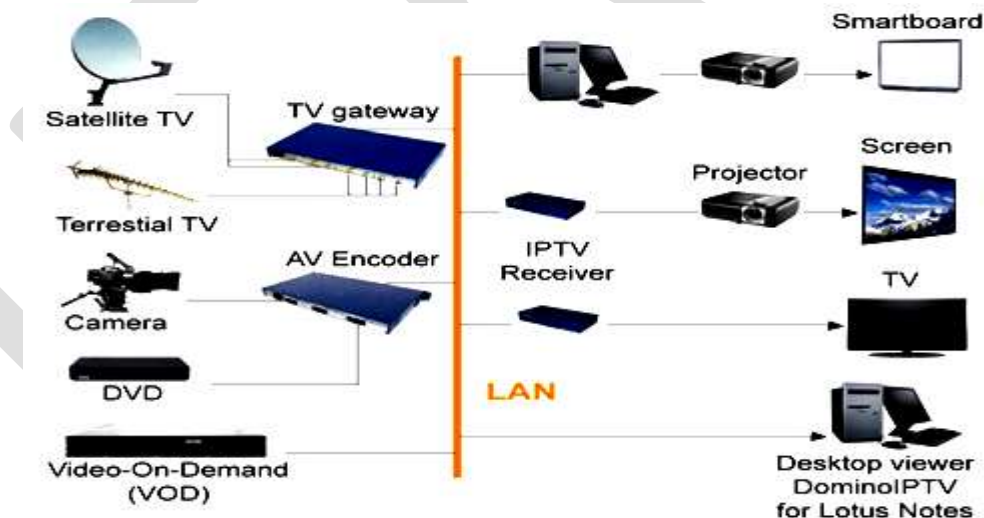 Smartboard
Satellite TV
TV gateway
Screen
Projector
Terrestial TV
IPTV
Receiver
AV Encoder
TV
Camera
LAN
DVD
Video-On-Demand
(VOD)
Desktop viewer
DominoIPTV
for Lotus Notes